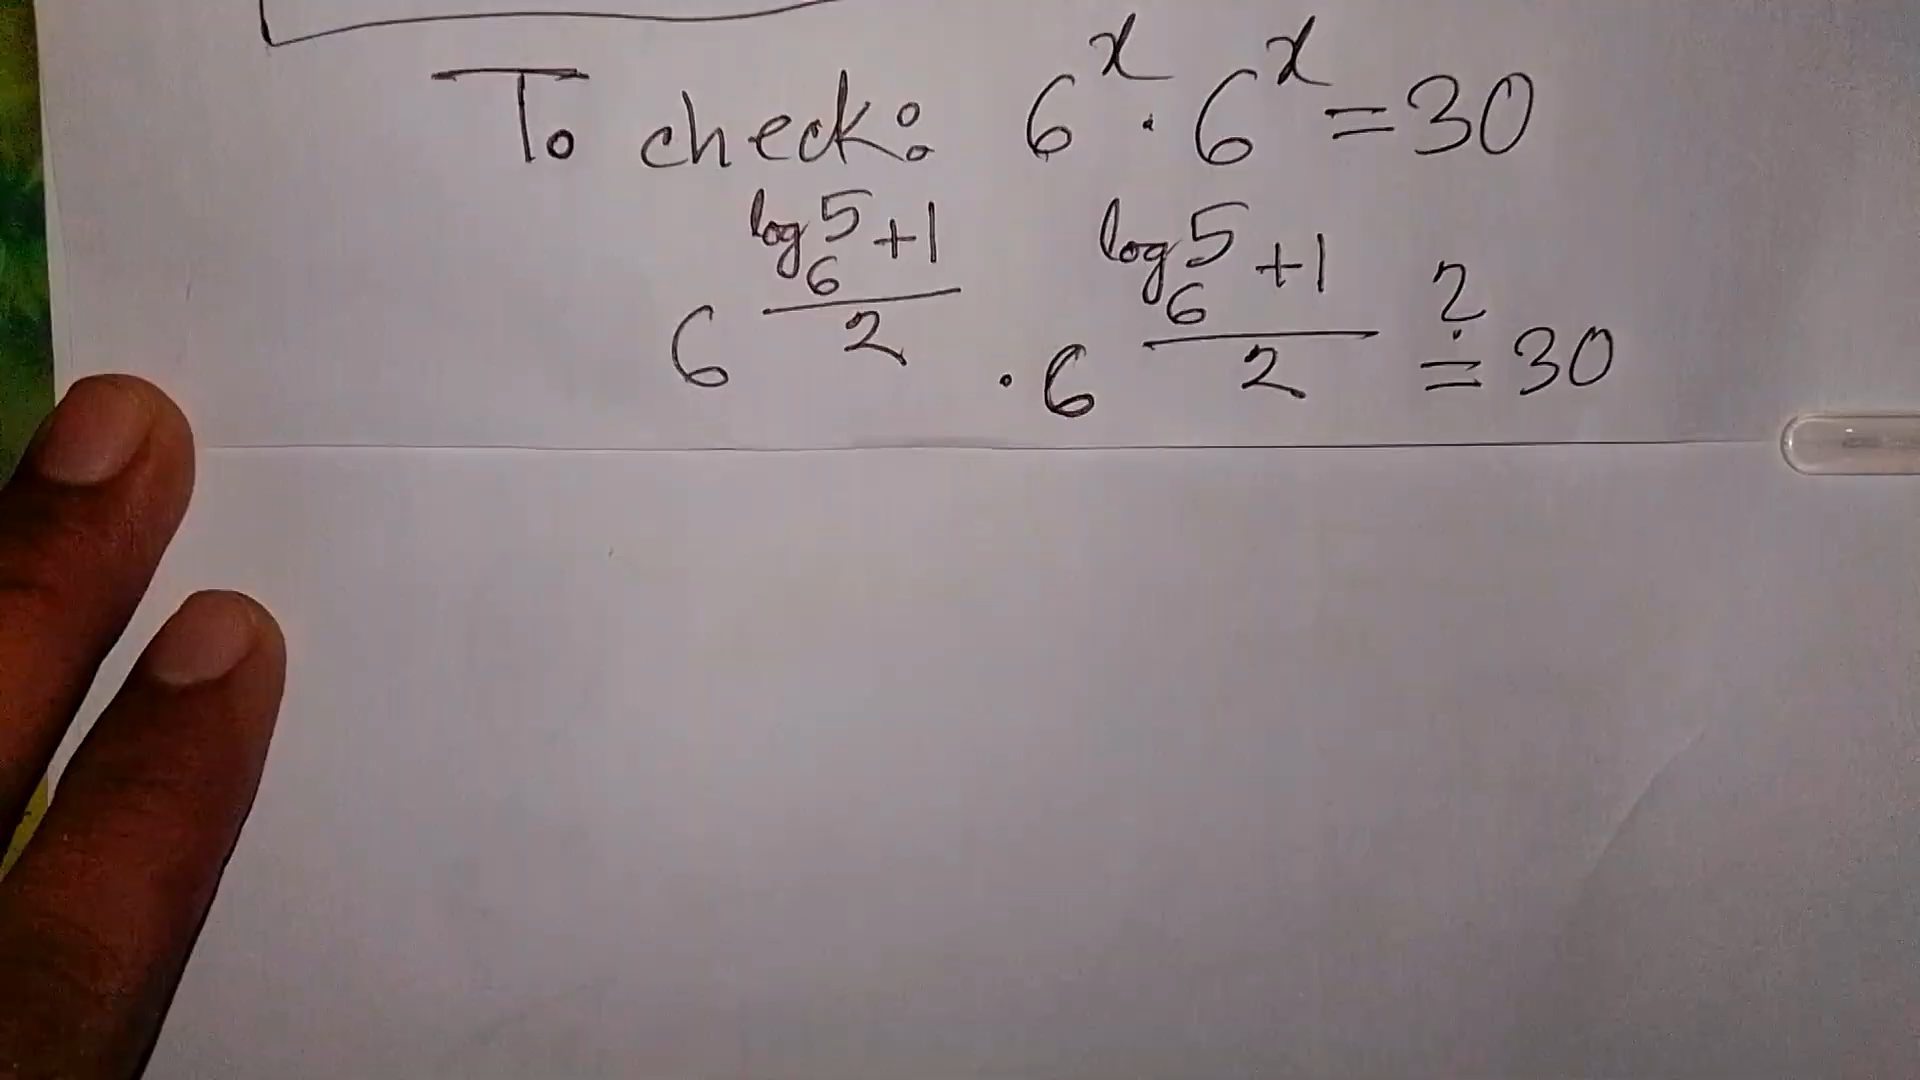 To check: 6^x · 6^x = 30
6^((log_6 5 + 1)/2) · 6^((log_6 5 + 1)/2) ≟ 30